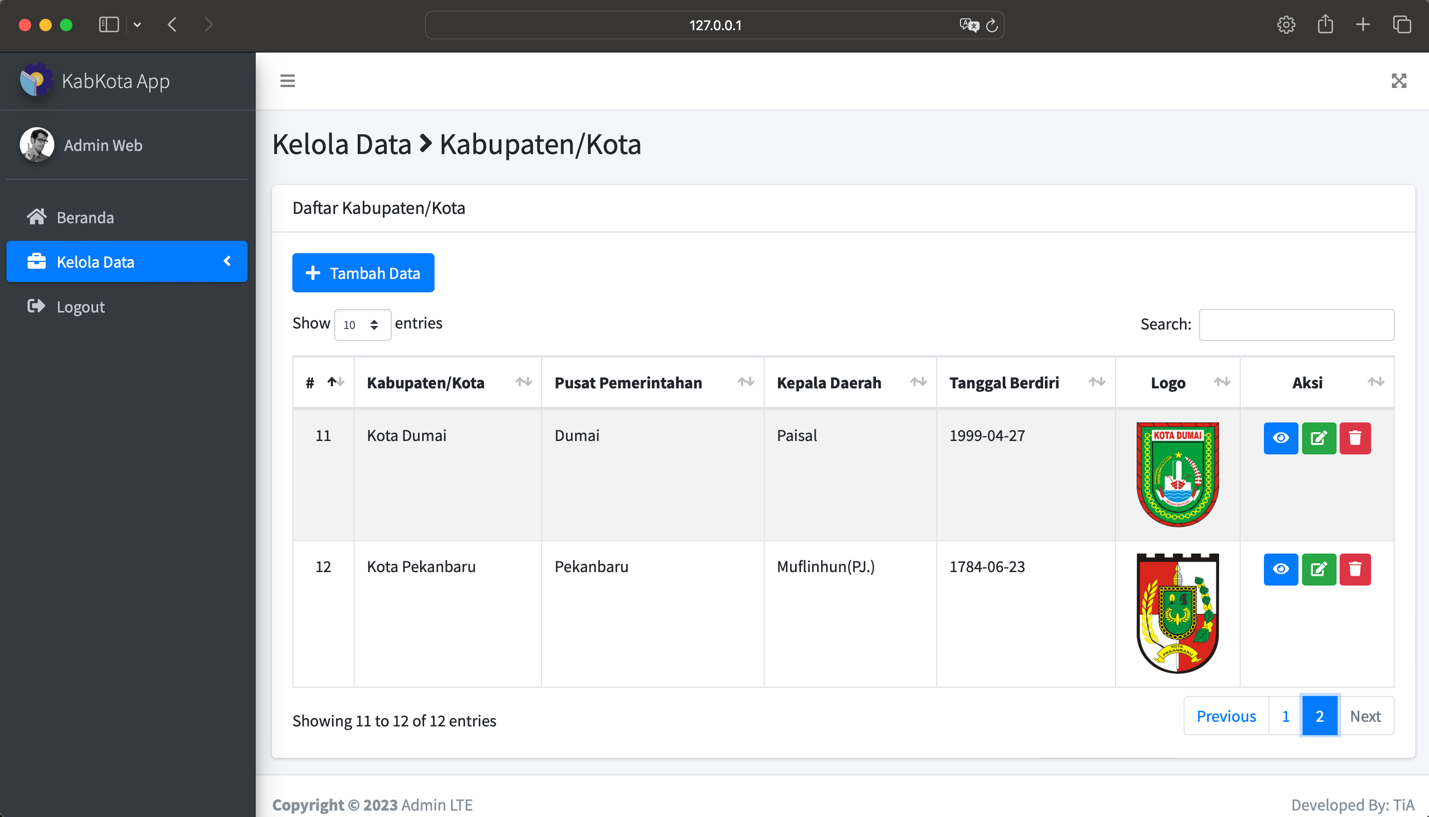 127.0.0.1
KabKota App
Admin Web
Beranda
Kelola Data
Logout
Kelola Data > Kabupaten/Kota
Daftar Kabupaten/Kota
+ Tambah Data
Show 10 entries
Search:
# Kabupaten/Kota Pusat Pemerintahan Kepala Daerah Tanggal Berdiri Logo Aksi
11 Kota Dumai Dumai Paisal 1999-04-27
KOTA DUMAI
12 Kota Pekanbaru Pekanbaru Muflinhun(PJ.) 1784-06-23
KOTA
PEKANBARU
Showing 11 to 12 of 12 entries
Previous 1 2 Next
Copyright © 2023 Admin LTE
Developed By: TiA